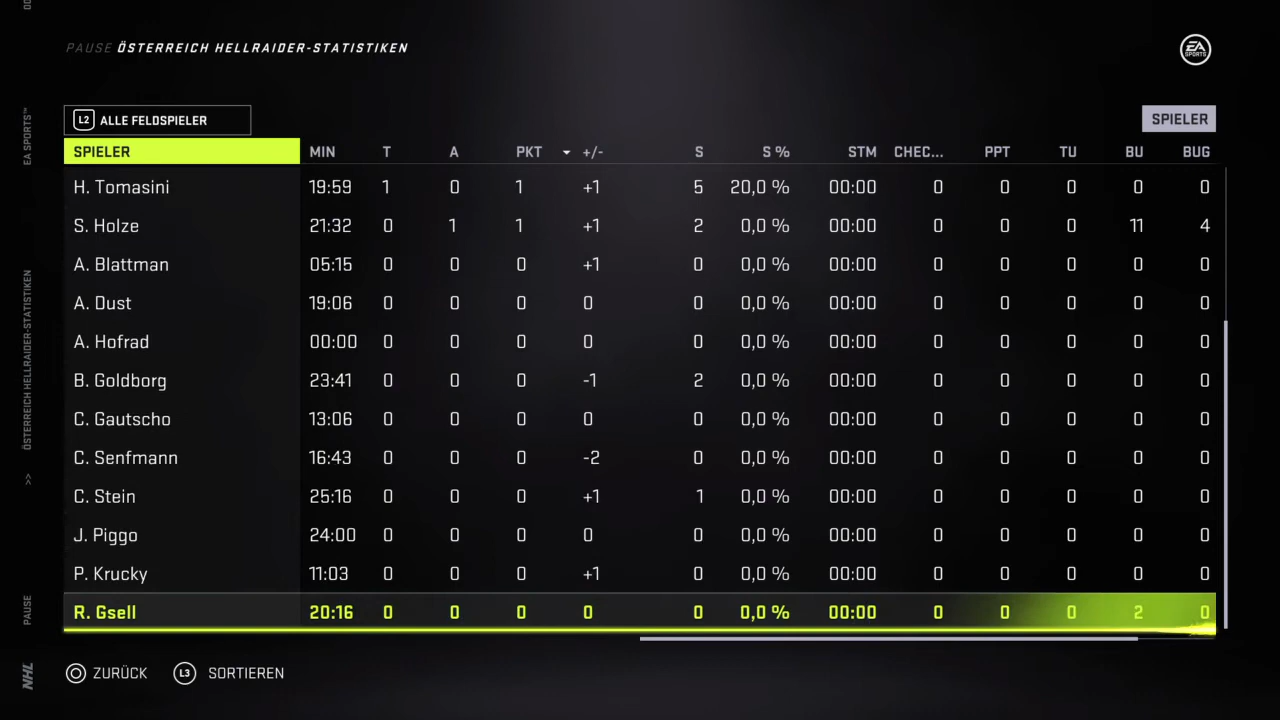 PAUSE ÖSTERREICH HELLRAIDER-STATISTIKEN
EA SPORTS
L2 ALLE FELDSPIELER
SPIELER
SPIELER MIN T A PKT +/- S S % STM CHEC... PPT TU BU BUG
H. Tomasini 19:59 1 0 1 +1 5 20,0 % 00:00 0 0 0 0 0
S. Holze 21:32 0 1 1 +1 2 0,0 % 00:00 0 0 0 11 4
A. Blattman 05:15 0 0 0 +1 0 0,0 % 00:00 0 0 0 0 0
A. Dust 19:06 0 0 0 0 0 0,0 % 00:00 0 0 0 0 0
A. Hofrad 00:00 0 0 0 0 0 0,0 % 00:00 0 0 0 0 0
B. Goldborg 23:41 0 0 0 -1 2 0,0 % 00:00 0 0 0 0 0
C. Gautscho 13:06 0 0 0 0 0 0,0 % 00:00 0 0 0 0 0
C. Senfmann 16:43 0 0 0 -2 0 0,0 % 00:00 0 0 0 0 0
C. Stein 25:16 0 0 0 +1 1 0,0 % 00:00 0 0 0 0 0
J. Piggo 24:00 0 0 0 0 0 0,0 % 00:00 0 0 0 0 0
P. Krucky 11:03 0 0 0 +1 0 0,0 % 00:00 0 0 0 0 0
R. Gsell 20:16 0 0 0 0 0 0,0 % 00:00 0 0 0 2 0
ZURÜCK L3 SORTIEREN
NHL PAUSE >> ÖSTERREICH HELLRAIDER-STATISTIKEN EA SPORTS™